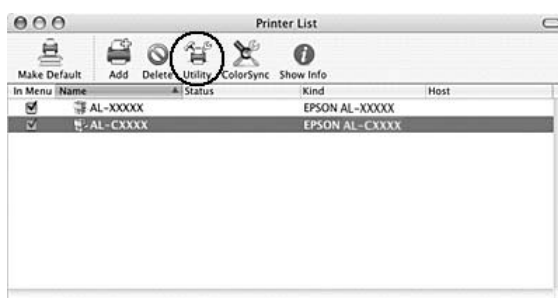 Printer List
Make Default Add Delete Utility ColorSync Show Info
In Menu Name Status Kind Host
AL-XXXXX EPSON AL-XXXXX
AL-CXXXX EPSON AL-CXXXX